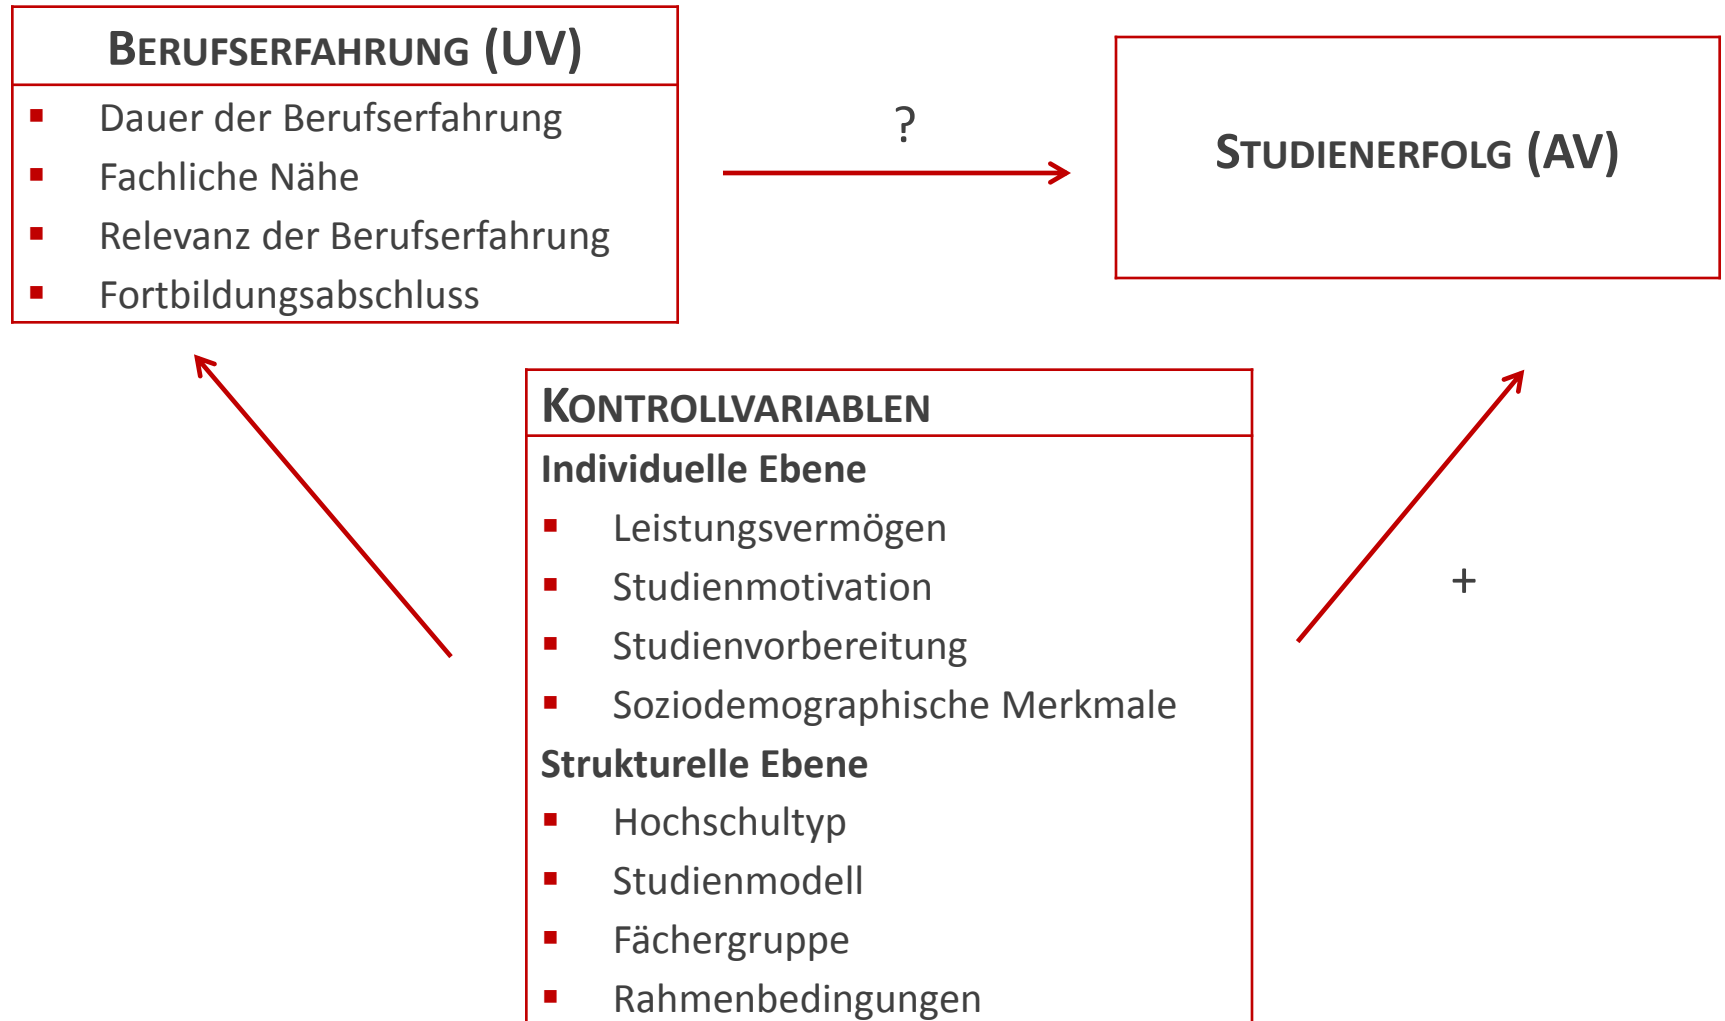 BERUFSERFAHRUNG (UV)
▪ Dauer der Berufserfahrung
▪ Fachliche Nähe
▪ Relevanz der Berufserfahrung
▪ Fortbildungsabschluss
?
STUDIENERFOLG (AV)
KONTROLLVARIABLEN
Individuelle Ebene
▪ Leistungsvermögen
▪ Studienmotivation
▪ Studienvorbereitung
▪ Soziodemographische Merkmale
Strukturelle Ebene
▪ Hochschultyp
▪ Studienmodell
▪ Fächergruppe
▪ Rahmenbedingungen
+